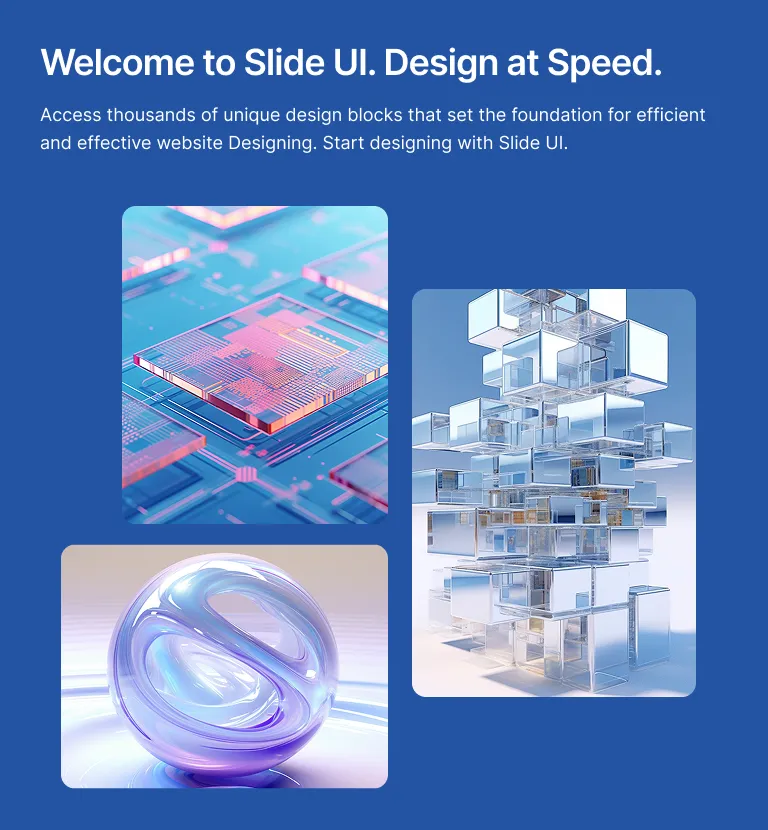 Welcome to Slide UI. Design at Speed.
Access thousands of unique design blocks that set the foundation for efficient
and effective website Designing. Start designing with Slide UI.